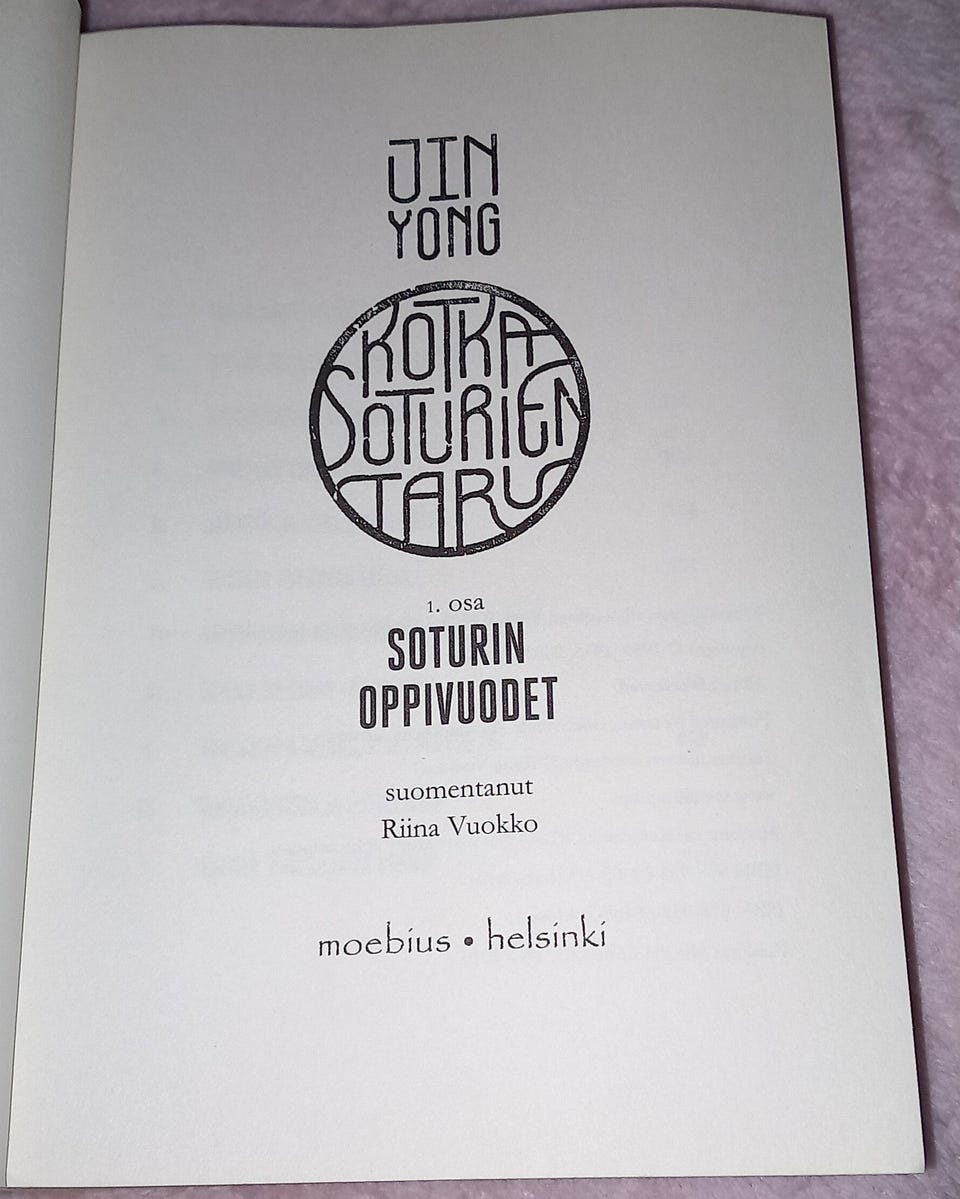 JIN
YONG
KOTKA
SOTURIEN
TARU
1. osa
SOTURIN
OPPIVUODET
suomentanut
Riina Vuokko
moebius • helsinki